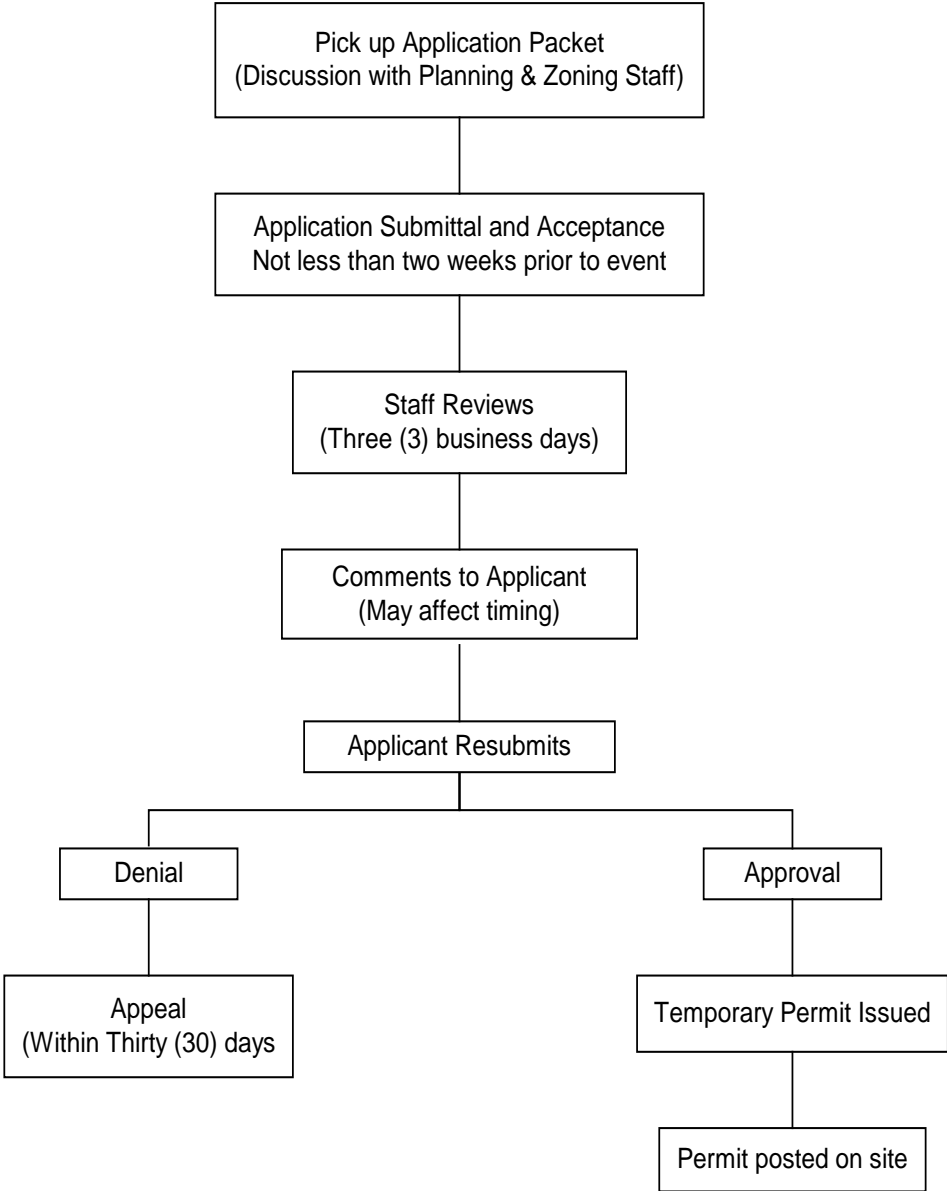 Pick up Application Packet
(Discussion with Planning & Zoning Staff)
Application Submittal and Acceptance
Not less than two weeks prior to event
Staff Reviews
(Three (3) business days)
Comments to Applicant
(May affect timing)
Applicant Resubmits
Denial
Approval
Appeal
(Within Thirty (30) days
Temporary Permit Issued
Permit posted on site